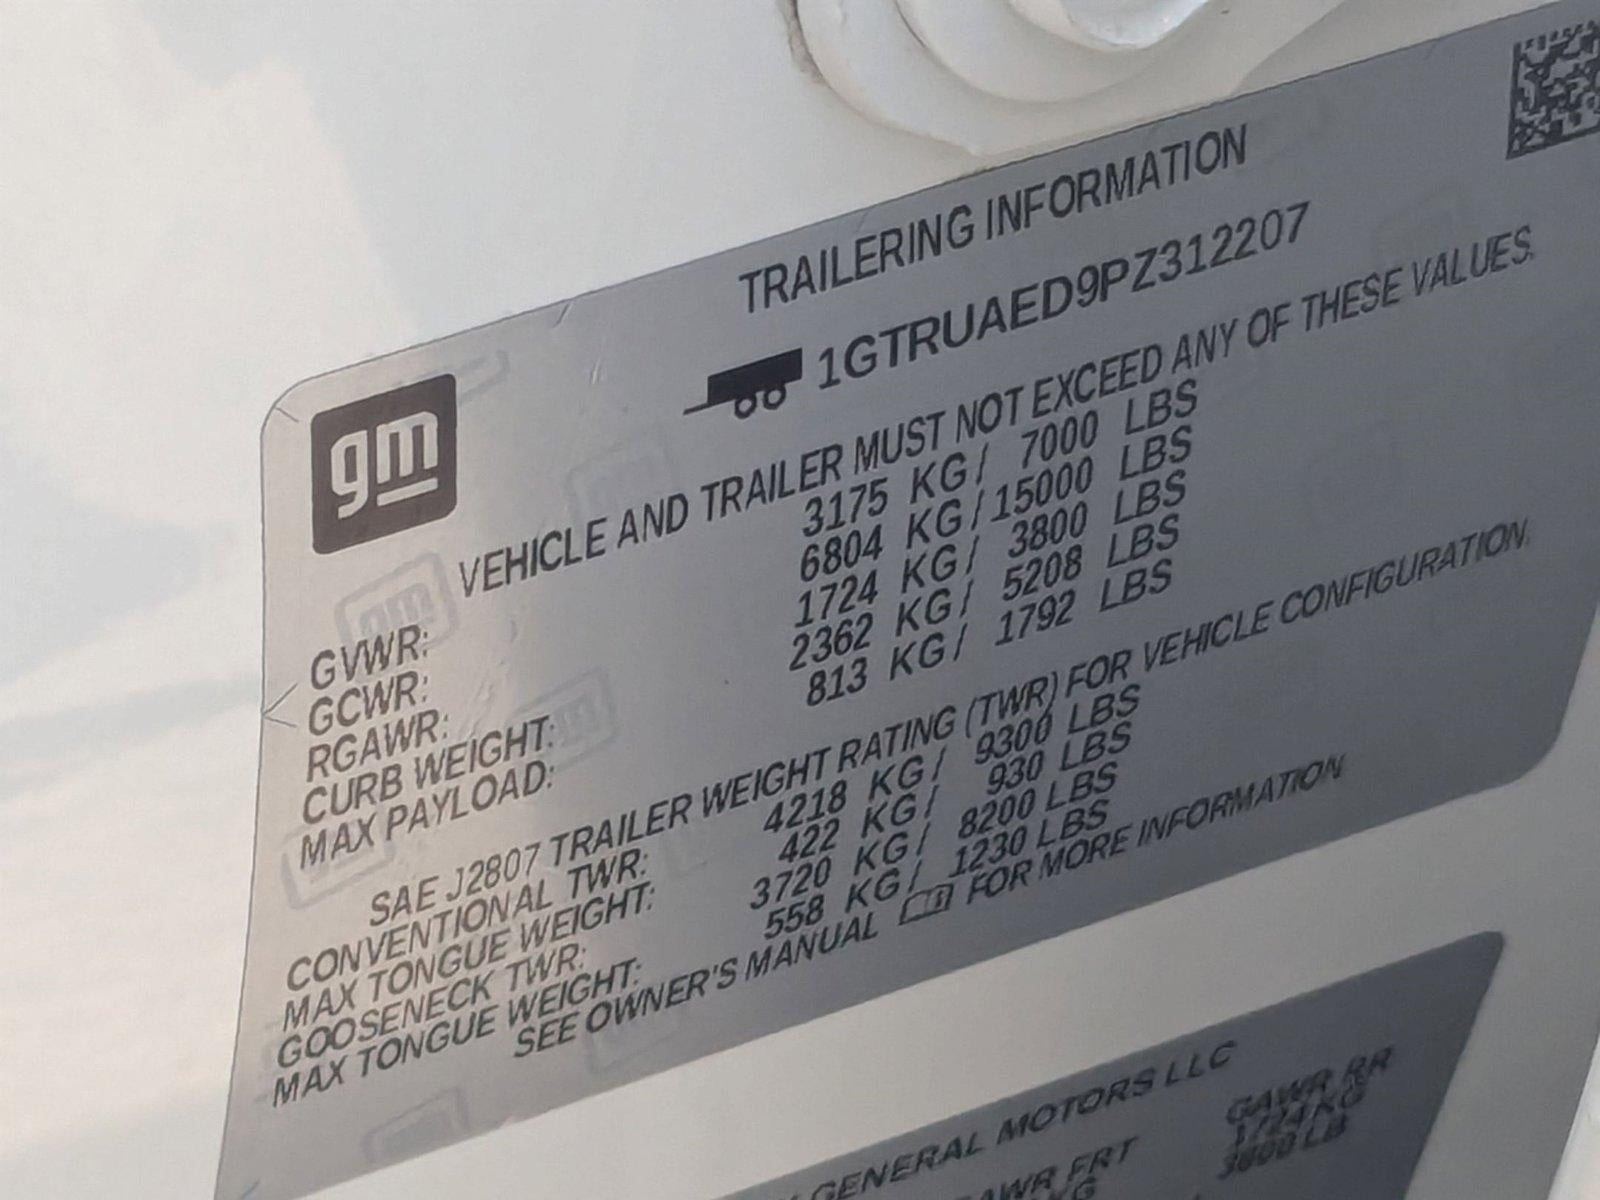 TRAILERING INFORMATION
gm
1GTRUAED9PZ312207
VEHICLE AND TRAILER MUST NOT EXCEED ANY OF THESE VALUES.
GVWR: 3175 KG/ 7000 LBS
GCWR: 6804 KG/15000 LBS
RGAWR: 1724 KG/ 3800 LBS
CURB WEIGHT: 2362 KG/ 5208 LBS
MAX PAYLOAD: 813 KG/ 1792 LBS
SAE J2807 TRAILER WEIGHT RATING (TWR) FOR VEHICLE CONFIGURATION.
CONVENTIONAL TWR: 4218 KG/ 9300 LBS
MAX TONGUE WEIGHT: 422 KG/ 930 LBS
GOOSENECK TWR: 3720 KG/ 8200 LBS
MAX TONGUE WEIGHT: 558 KG/ 1230 LBS
SEE OWNER'S MANUAL FOR MORE INFORMATION
GENERAL MOTORS LLC
GAWR FRT GAWR RR
KG 1724 KG
3800 LB